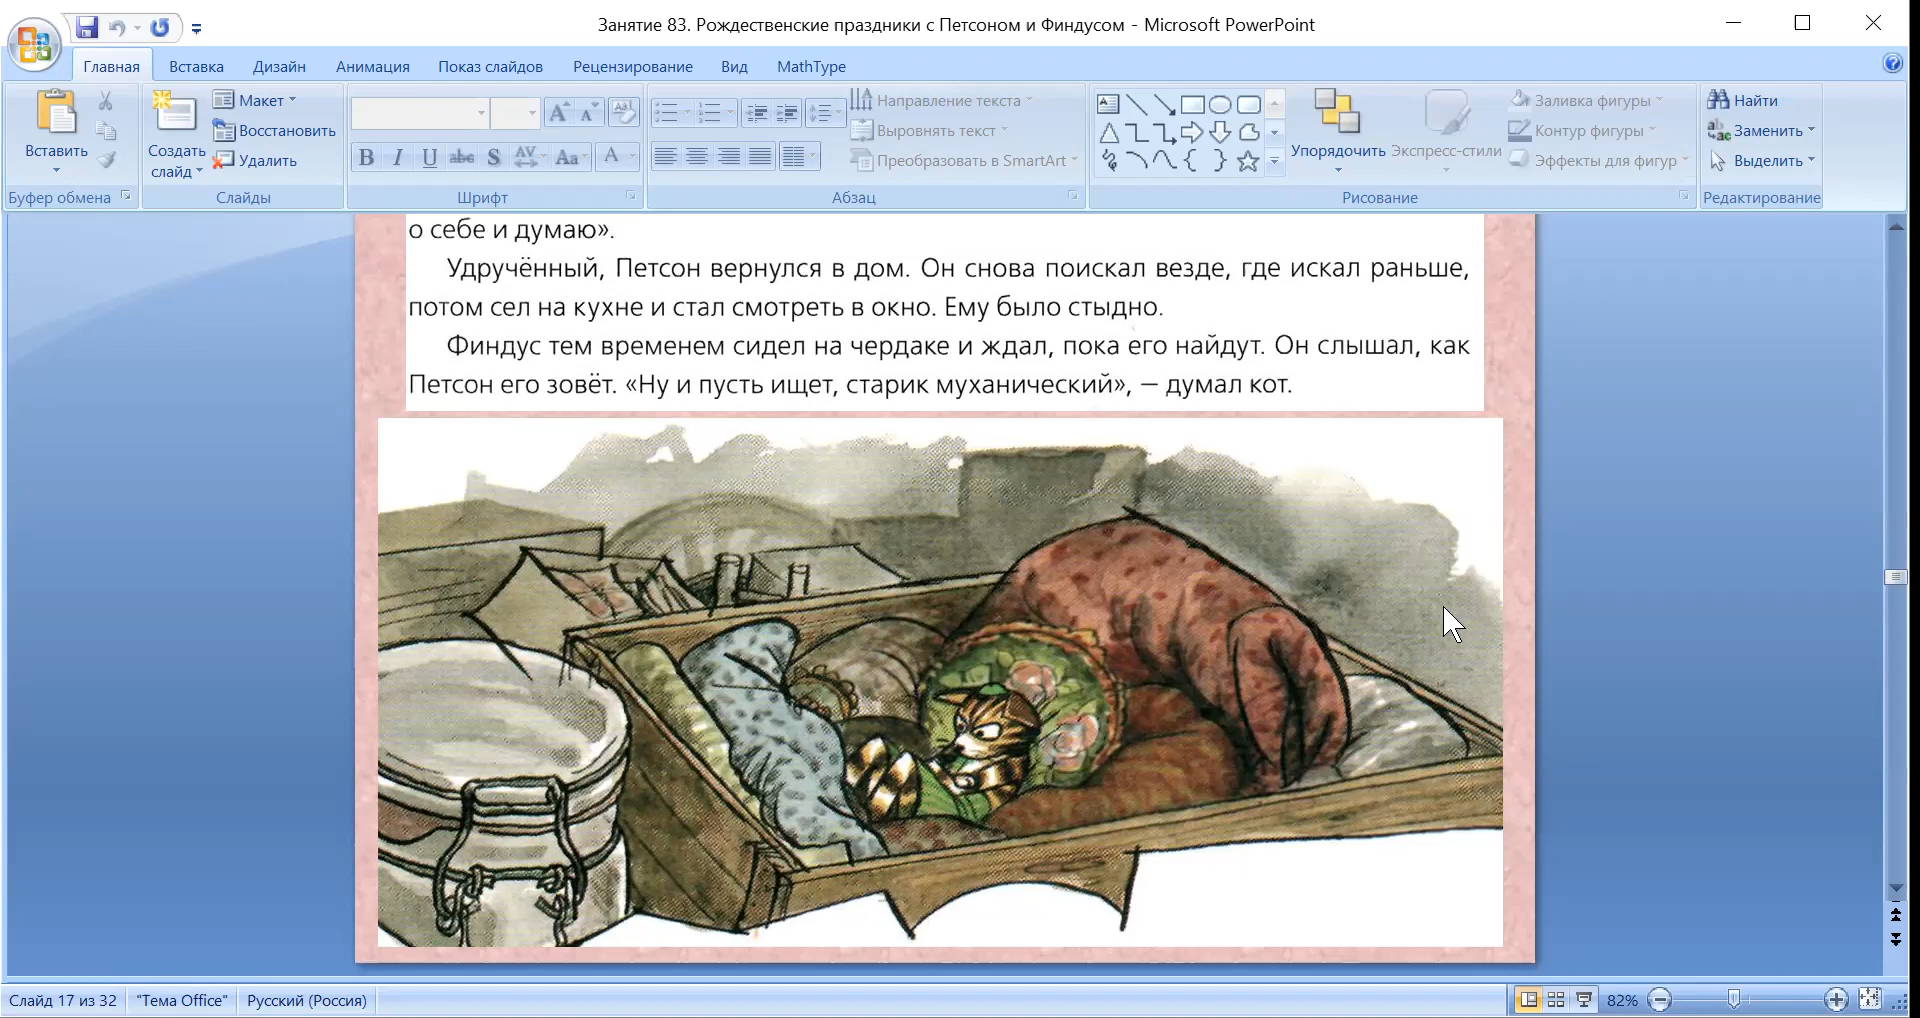 Занятие 83. Рождественские праздники с Петсоном и Финдусом - Microsoft PowerPoint
Главная Вставка Дизайн Анимация Показ слайдов Рецензирование Вид MathType
Вставить
Буфер обмена
Создать слайд
Макет
Восстановить
Удалить
Слайды
Ж К Ч abc S AV Aa A
Шрифт
Направление текста
Выровнять текст
Преобразовать в SmartArt
Абзац
Упорядочить
Экспресс-стили
Заливка фигуры
Контур фигуры
Эффекты для фигур
Рисование
Найти
Заменить
Выделить
Редактирование
о себе и думаю».
Удручённый, Петсон вернулся в дом. Он снова поискал везде, где искал раньше,
потом сел на кухне и стал смотреть в окно. Ему было стыдно.
Финдус тем временем сидел на чердаке и ждал, пока его найдут. Он слышал, как
Петсон его зовёт. «Ну и пусть ищет, старик муханический», — думал кот.
Слайд 17 из 32 "Тема Office" Русский (Россия) 82%